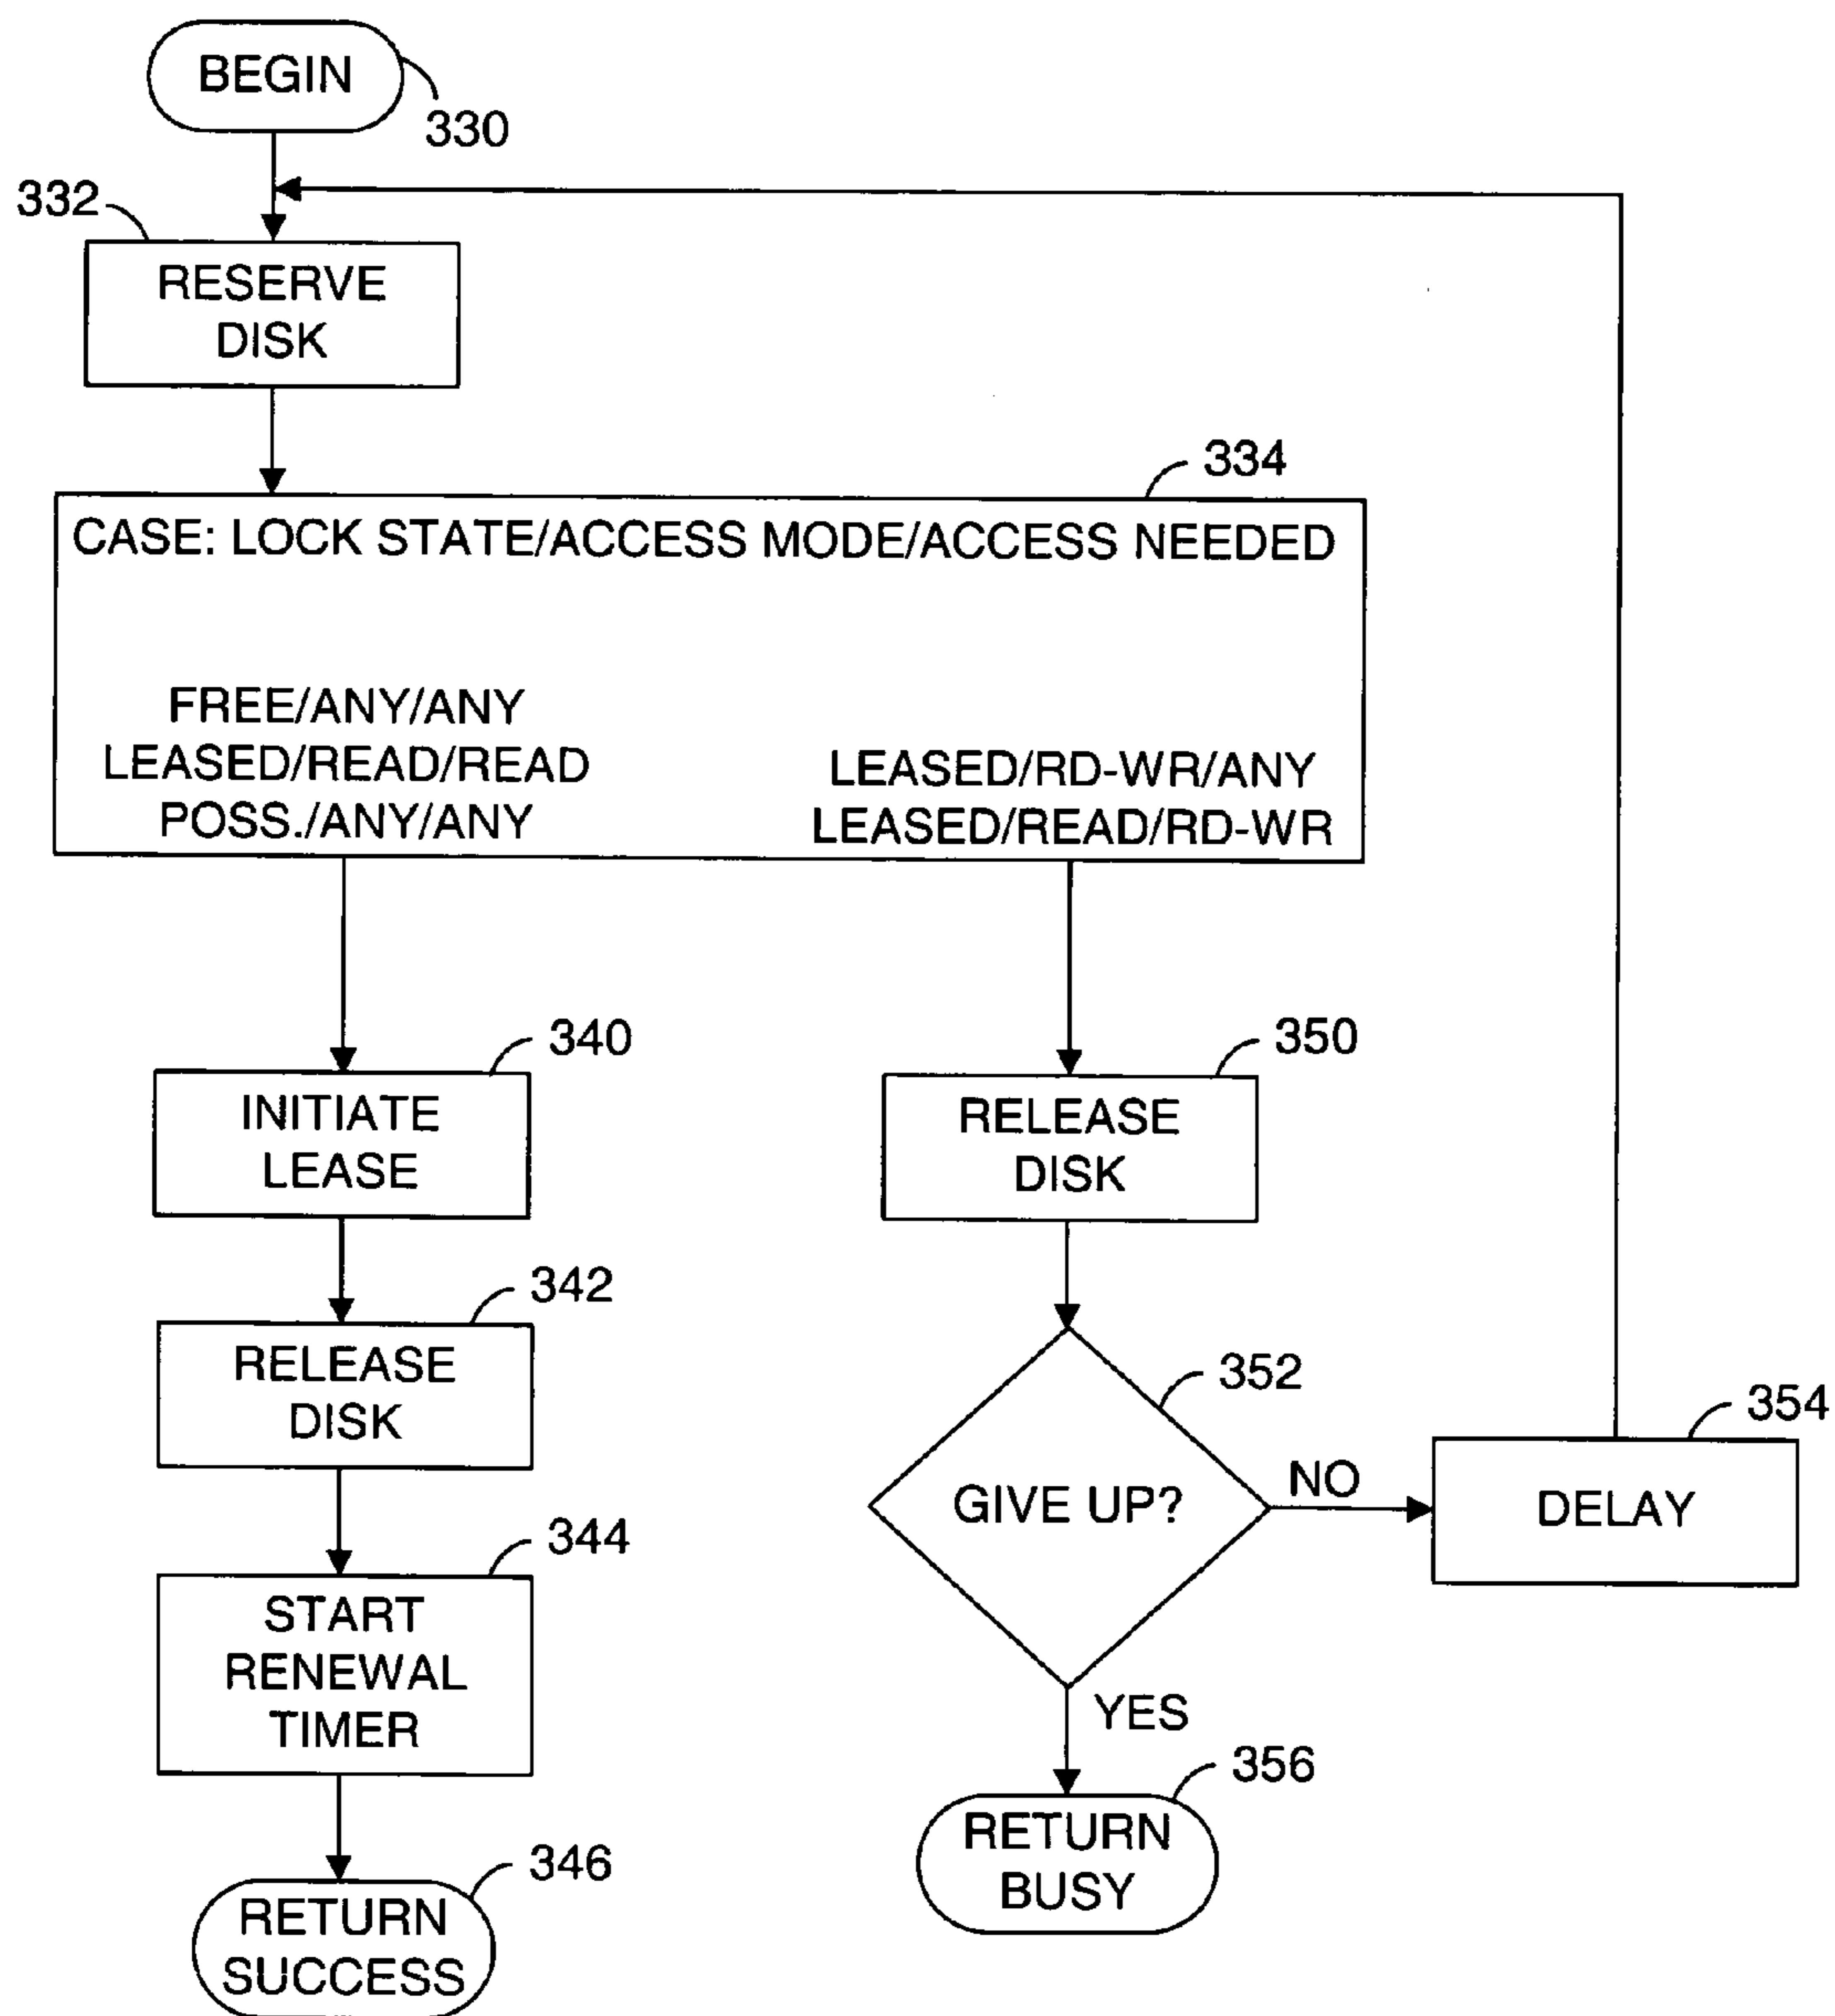 BEGIN
330
332
RESERVE
DISK
334
CASE: LOCK STATE/ACCESS MODE/ACCESS NEEDED
FREE/ANY/ANY
LEASED/READ/READ
POSS./ANY/ANY
LEASED/RD-WR/ANY
LEASED/READ/RD-WR
340
INITIATE
LEASE
342
RELEASE
DISK
344
START
RENEWAL
TIMER
346
RETURN
SUCCESS
350
RELEASE
DISK
352
GIVE UP?
NO
354
DELAY
YES
356
RETURN
BUSY